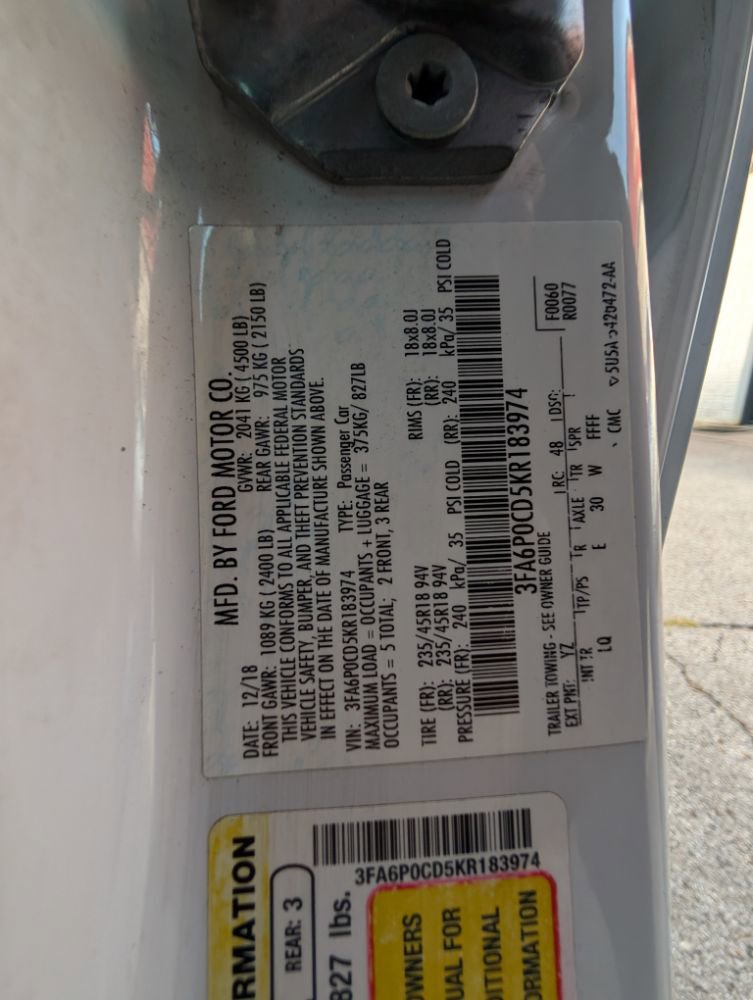 MFD. BY FORD MOTOR CO.
DATE: 12/18 GVWR: 2041 KG ( 4500 LB)
FRONT GAWR: 1089 KG ( 2400 LB) REAR GAWR: 975 KG ( 2150 LB)
THIS VEHICLE CONFORMS TO ALL APPLICABLE FEDERAL MOTOR
VEHICLE SAFETY, BUMPER, AND THEFT PREVENTION STANDARDS
IN EFFECT ON THE DATE OF MANUFACTURE SHOWN ABOVE.
VIN: 3FA6P0CD5KR183974 TYPE: Passenger Car
MAXIMUM LOAD = OCCUPANTS + LUGGAGE = 375KG/ 827LB
OCCUPANTS = 5 TOTAL; 2 FRONT, 3 REAR
TIRE (FR): 235/45R18 94V RIMS (FR): 18x8.0J
(RR): 235/45R18 94V (RR): 18x8.0J
PRESSURE (FR): 240 kPa/ 35 PSI COLD (RR): 240 kPa/ 35 PSI COLD
3FA6P0CD5KR183974
TRAILER TOWING - SEE OWNER GUIDE
F0060
R0077
EXT PNT: YZ RC: 48 DSO:
INT TR TP/PS R AXLE TR SPR
LQ E 30 W FFFF
CMC
RMATION
REAR: 3
827 lbs.
3FA6P0CD5KR183974
OWNERS
UAL FOR
DITIONAL
ORMATION